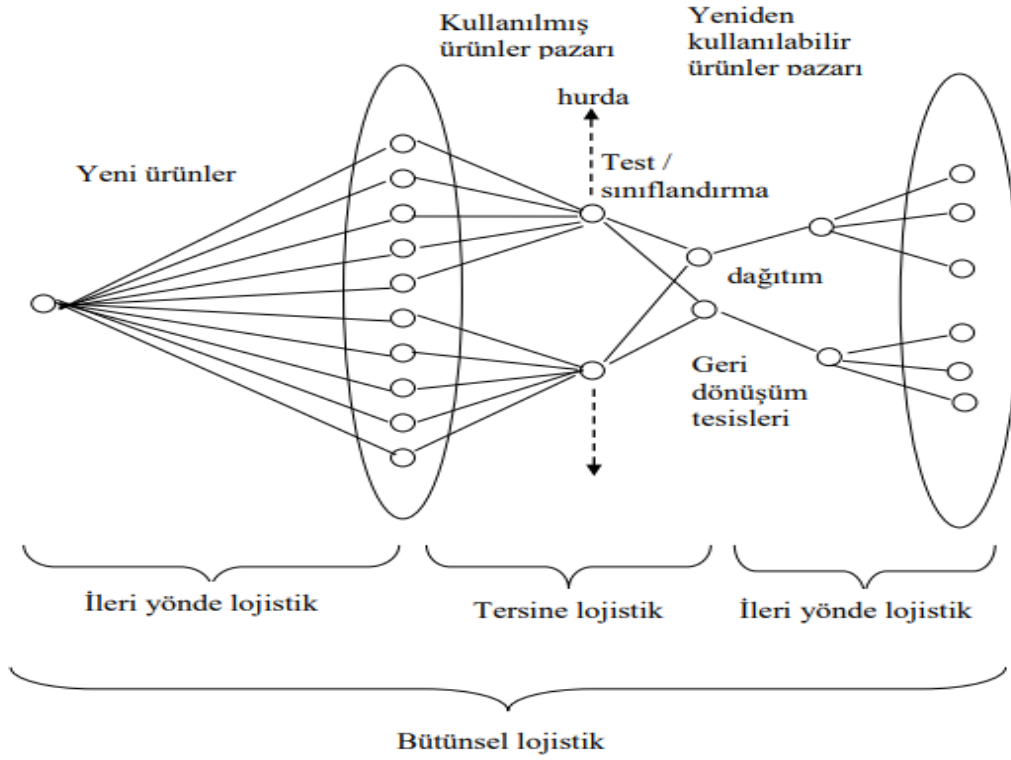 Kullanılmış
ürünler pazarı
Yeniden
kullanılabilir
ürünler pazarı
hurda
Yeni ürünler
Test /
sınıflandırma
dağıtım
Geri
dönüşüm
tesisleri
İleri yönde lojistik
Tersine lojistik
İleri yönde lojistik
Bütünsel lojistik